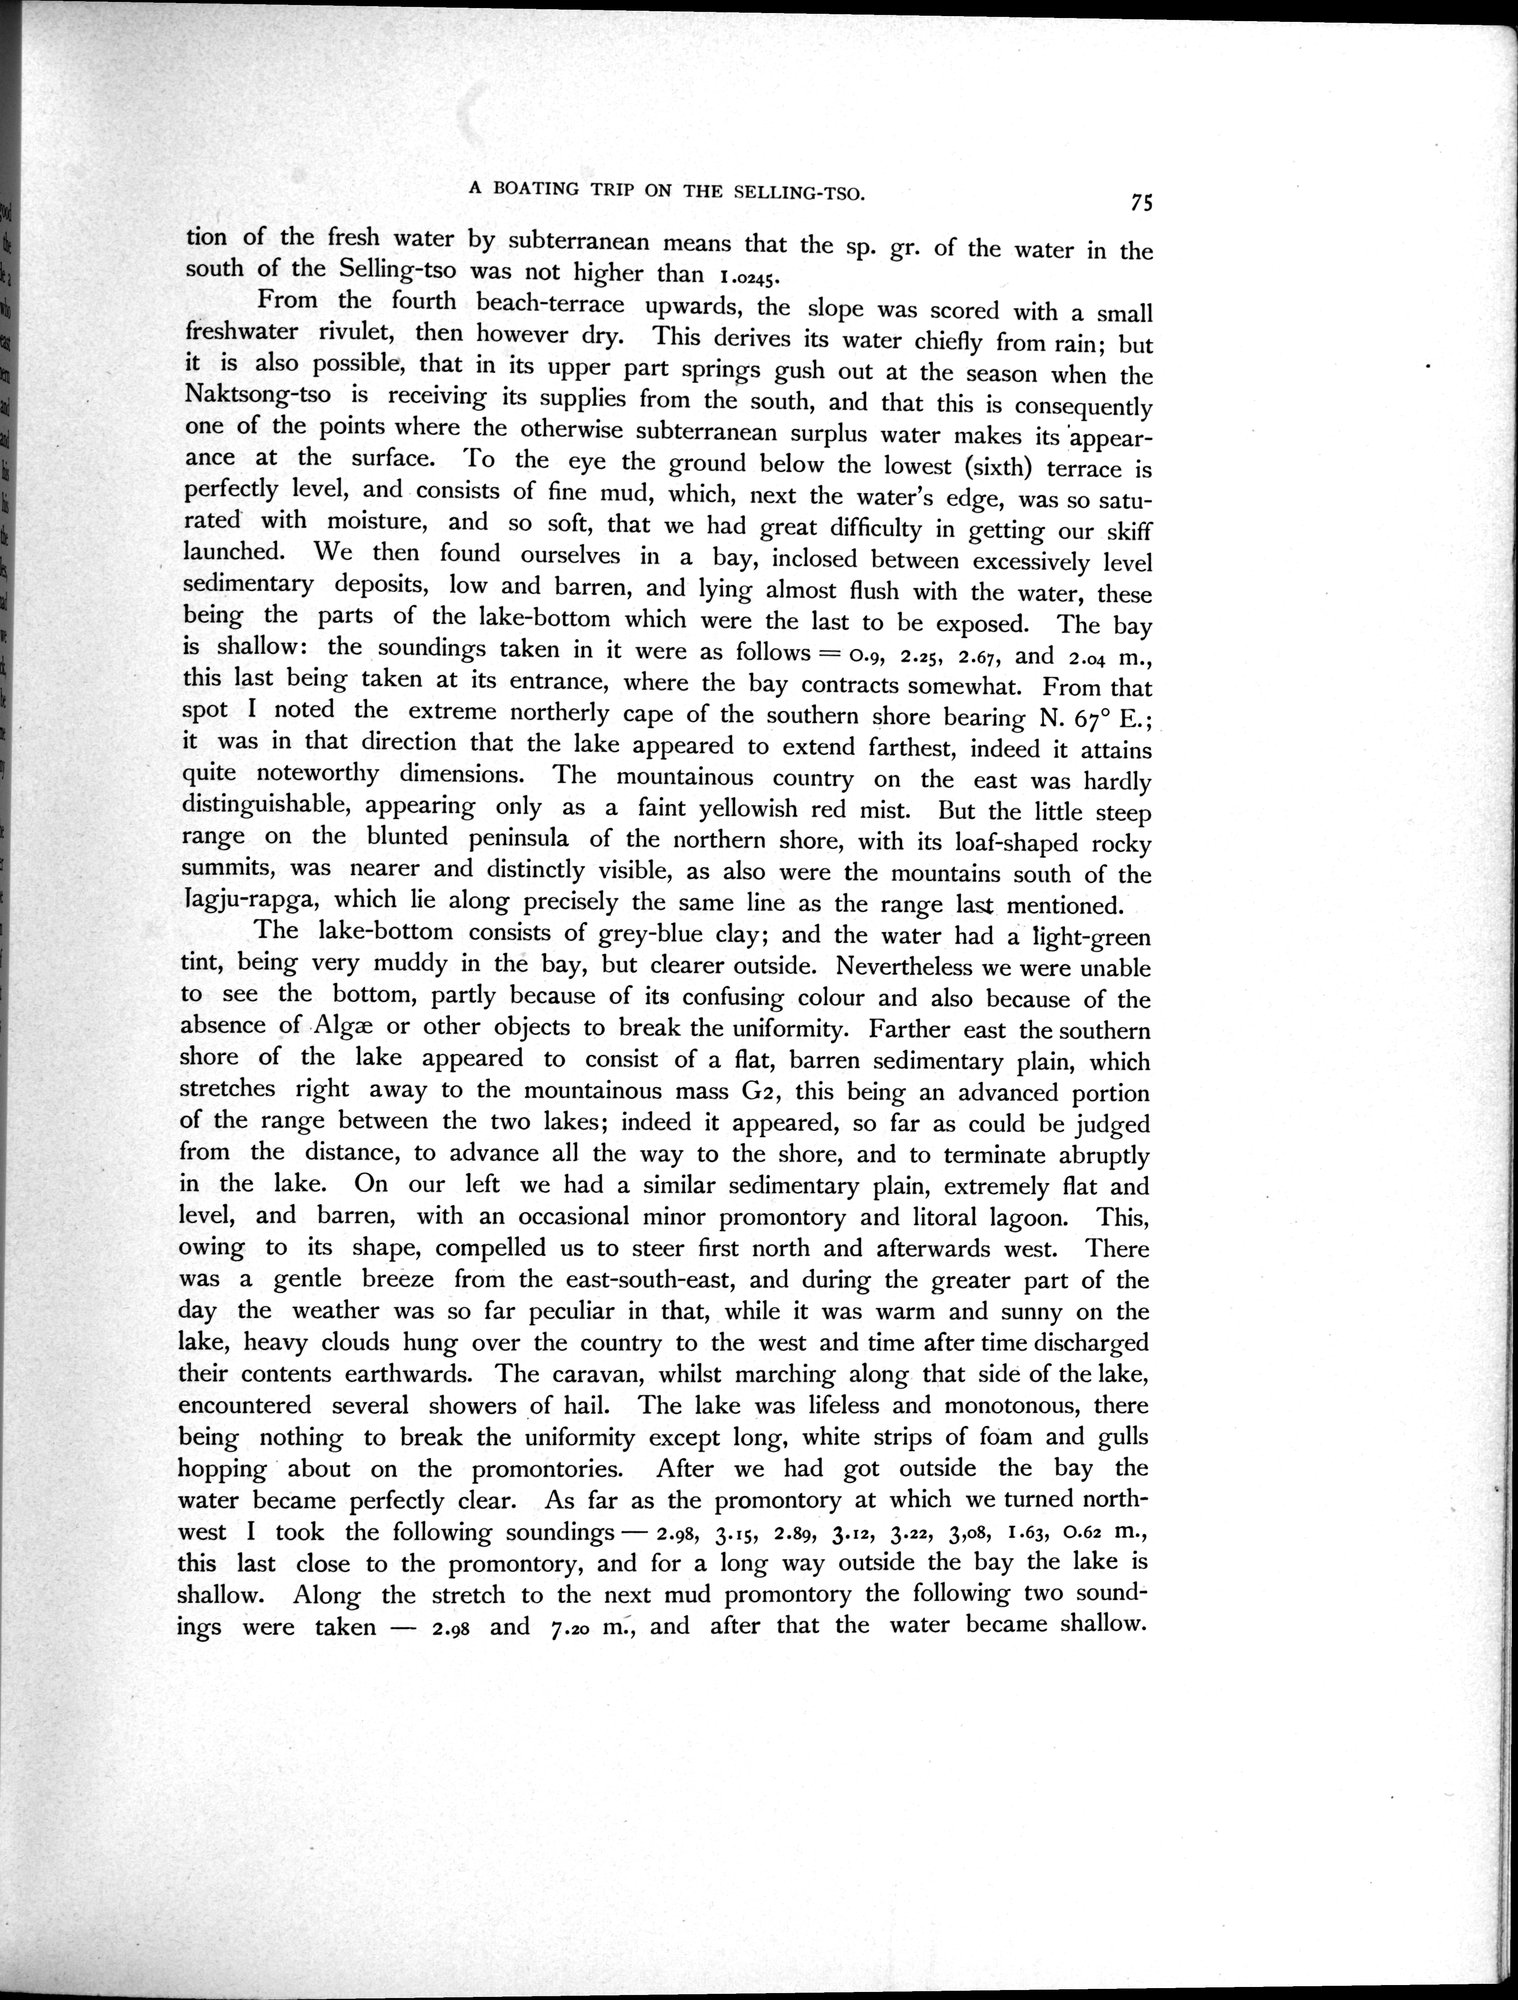 A BOATING TRIP ON THE SELLING-TSO.
75
tion of the fresh water by subterranean means that the sp. gr. of the water in the
south of the Selling-tso was not higher than 1.0245.
From the fourth beach-terrace upwards, the slope was scored with a small
freshwater rivulet, then however dry. This derives its water chiefly from rain; but
it is also possible, that in its upper part springs gush out at the season when the
Naktsong-tso is receiving its supplies from the south, and that this is consequently
one of the points where the otherwise subterranean surplus water makes its appear-
ance at the surface. To the eye the ground below the lowest (sixth) terrace is
perfectly level, and consists of fine mud, which, next the water's edge, was so satu-
rated with moisture, and so soft, that we had great difficulty in getting our skiff
launched. We then found ourselves in a bay, inclosed between excessively level
sedimentary deposits, low and barren, and lying almost flush with the water, these
being the parts of the lake-bottom which were the last to be exposed. The bay
is shallow: the soundings taken in it were as follows = 0.9, 2.25, 2.67, and 2.04 m.,
this last being taken at its entrance, where the bay contracts somewhat. From that
spot I noted the extreme northerly cape of the southern shore bearing N. 67° E.;
it was in that direction that the lake appeared to extend farthest, indeed it attains
quite noteworthy dimensions. The mountainous country on the east was hardly
distinguishable, appearing only as a faint yellowish red mist. But the little steep
range on the blunted peninsula of the northern shore, with its loaf-shaped rocky
summits, was nearer and distinctly visible, as also were the mountains south of the
Jagju-rapga, which lie along precisely the same line as the range last mentioned.
The lake-bottom consists of grey-blue clay; and the water had a light-green
tint, being very muddy in the bay, but clearer outside. Nevertheless we were unable
to see the bottom, partly because of its confusing colour and also because of the
absence of Algæ or other objects to break the uniformity. Farther east the southern
shore of the lake appeared to consist of a flat, barren sedimentary plain, which
stretches right away to the mountainous mass G2, this being an advanced portion
of the range between the two lakes; indeed it appeared, so far as could be judged
from the distance, to advance all the way to the shore, and to terminate abruptly
in the lake. On our left we had a similar sedimentary plain, extremely flat and
level, and barren, with an occasional minor promontory and litoral lagoon. This,
owing to its shape, compelled us to steer first north and afterwards west. There
was a gentle breeze from the east-south-east, and during the greater part of the
day the weather was so far peculiar in that, while it was warm and sunny on the
lake, heavy clouds hung over the country to the west and time after time discharged
their contents earthwards. The caravan, whilst marching along that side of the lake,
encountered several showers of hail. The lake was lifeless and monotonous, there
being nothing to break the uniformity except long, white strips of foam and gulls
hopping about on the promontories. After we had got outside the bay the
water became perfectly clear. As far as the promontory at which we turned north-
west I took the following soundings — 2.98, 3.15, 2.89, 3.12, 3.22, 3,08, 1.63, 0.62 m.,
this last close to the promontory, and for a long way outside the bay the lake is
shallow. Along the stretch to the next mud promontory the following two sound-
ings were taken — 2.98 and 7.20 m., and after that the water became shallow.